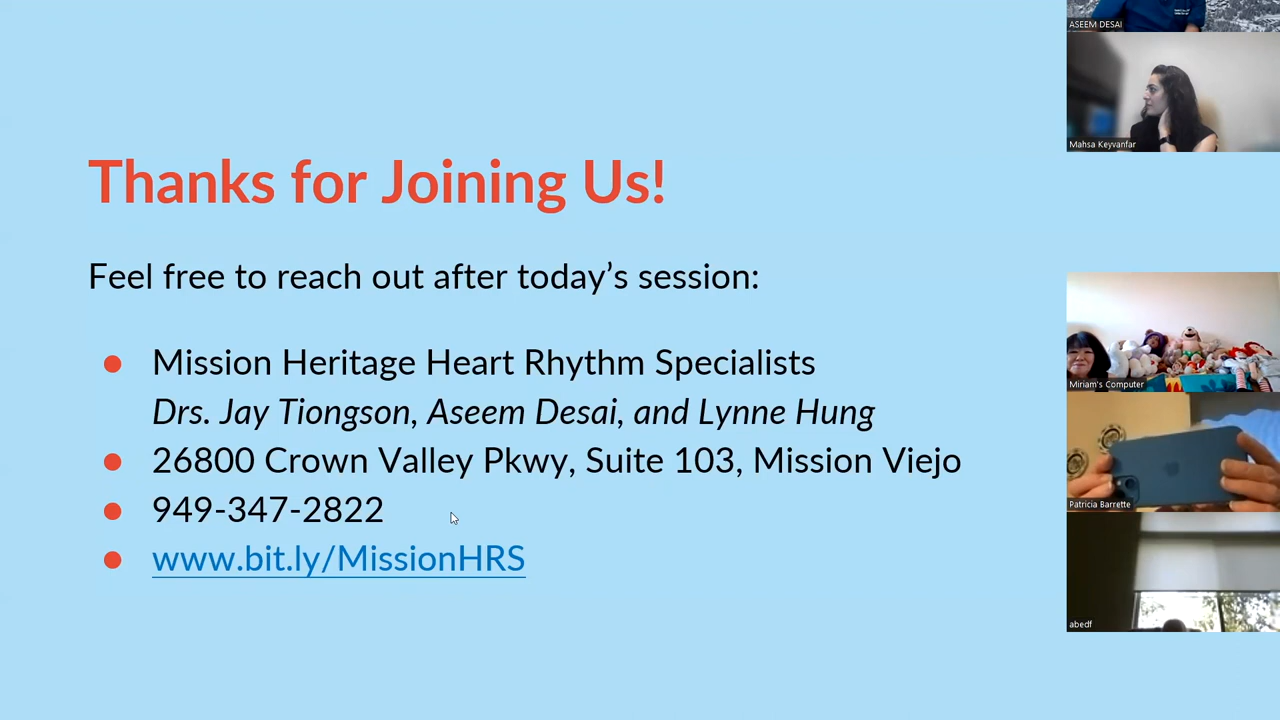 Thanks for Joining Us!
Feel free to reach out after today’s session:
● Mission Heritage Heart Rhythm Specialists
Drs. Jay Tiongson, Aseem Desai, and Lynne Hung
● 26800 Crown Valley Pkwy, Suite 103, Mission Viejo
● 949-347-2822
● www.bit.ly/MissionHRS
ASEEM DESAI
Mahsa Keyvanfar
Miriam's Computer
Patricia Barrette
abedf